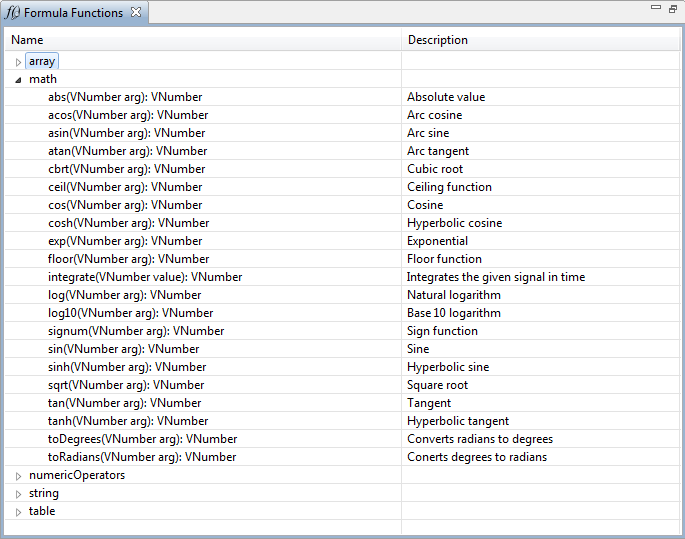 f() Formula Functions
Name Description
array
math
abs(VNumber arg): VNumber Absolute value
acos(VNumber arg): VNumber Arc cosine
asin(VNumber arg): VNumber Arc sine
atan(VNumber arg): VNumber Arc tangent
cbrt(VNumber arg): VNumber Cubic root
ceil(VNumber arg): VNumber Ceiling function
cos(VNumber arg): VNumber Cosine
cosh(VNumber arg): VNumber Hyperbolic cosine
exp(VNumber arg): VNumber Exponential
floor(VNumber arg): VNumber Floor function
integrate(VNumber value): VNumber Integrates the given signal in time
log(VNumber arg): VNumber Natural logarithm
log10(VNumber arg): VNumber Base 10 logarithm
signum(VNumber arg): VNumber Sign function
sin(VNumber arg): VNumber Sine
sinh(VNumber arg): VNumber Hyperbolic sine
sqrt(VNumber arg): VNumber Square root
tan(VNumber arg): VNumber Tangent
tanh(VNumber arg): VNumber Hyperbolic tangent
toDegrees(VNumber arg): VNumber Converts radians to degrees
toRadians(VNumber arg): VNumber Conerts degrees to radians
numericOperators
string
table